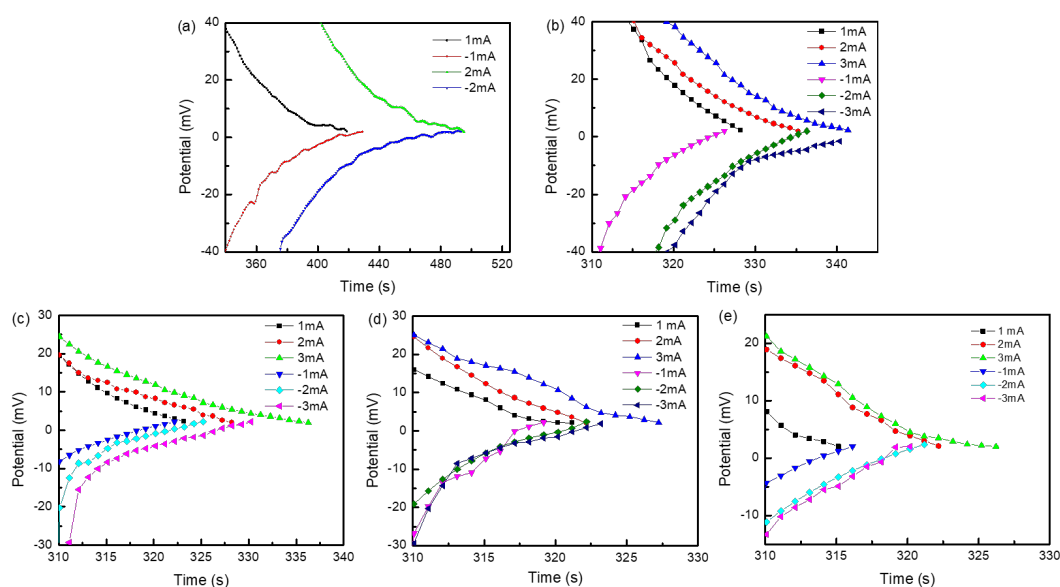 (a)
1mA
-1mA
2mA
-2mA
Potential (mV)
40
20
0
-20
-40
360 400 440 480 520
Time (s)
(b)
1mA
2mA
3mA
-1mA
-2mA
-3mA
Potential (mV)
40
20
0
-20
-40
310 320 330 340
Time (s)
(c)
1mA
2mA
3mA
-1mA
-2mA
-3mA
Potential (mV)
30
20
10
0
-10
-20
-30
310 315 320 325 330 335 340
Time (s)
(d)
1 mA
2mA
3mA
-1mA
-2mA
-3mA
Potential (mV)
30
20
10
0
-10
-20
-30
310 315 320 325 330
Time (s)
(e)
1 mA
2mA
3mA
-1mA
-2mA
-3mA
Potential (mV)
20
10
0
-10
310 315 320 325 330
Time (s)